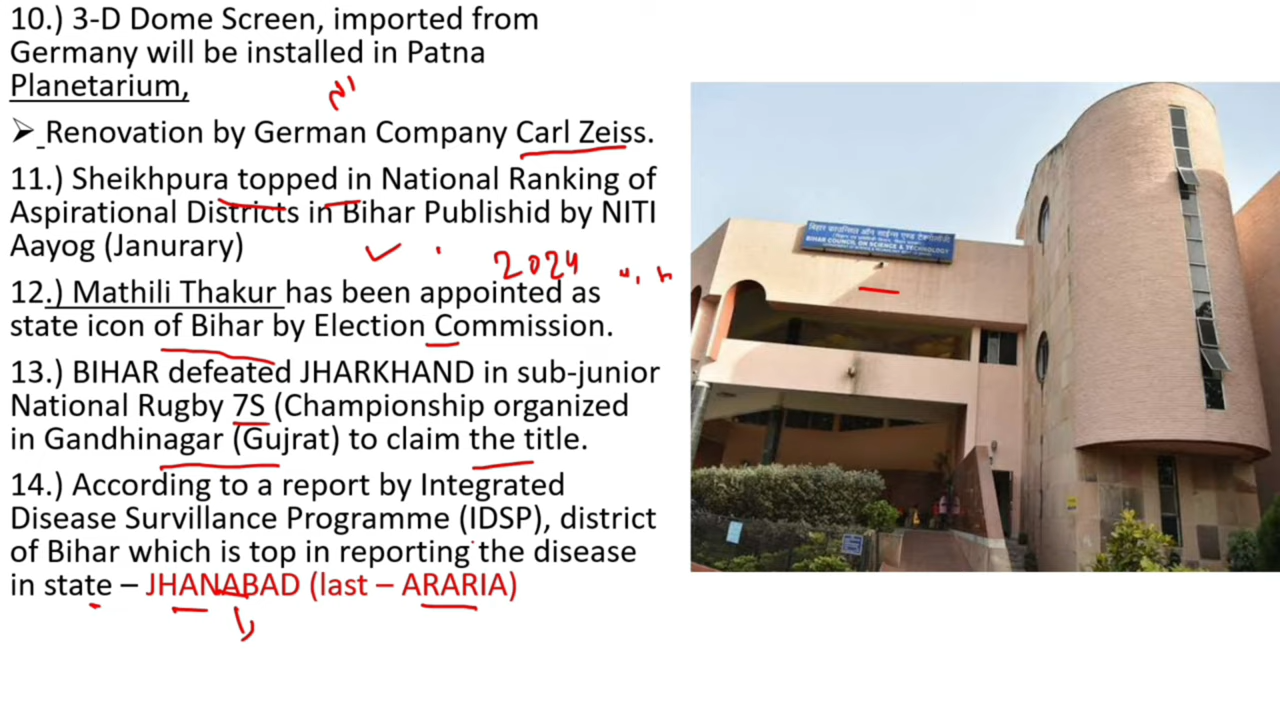 10.) 3-D Dome Screen, imported from
Germany will be installed in Patna
Planetarium,
➤ Renovation by German Company Carl Zeiss.
11.) Sheikhpura topped in National Ranking of
Aspirational Districts in Bihar Publishid by NITI
Aayog (Janurary)
2024
12.) Mathili Thakur has been appointed as
state icon of Bihar by Election Commission.
13.) BIHAR defeated JHARKHAND in sub-junior
National Rugby 7S (Championship organized
in Gandhinagar (Gujrat) to claim the title.
14.) According to a report by Integrated
Disease Survillance Programme (IDSP), district
of Bihar which is top in reporting the disease
in state – JHANABAD (last – ARARIA)
बिहार काउन्सिल ऑन साईन्स एण्ड टेक्नोलॉजी
BIHAR COUNCIL ON SCIENCE & TECHNOLOGY